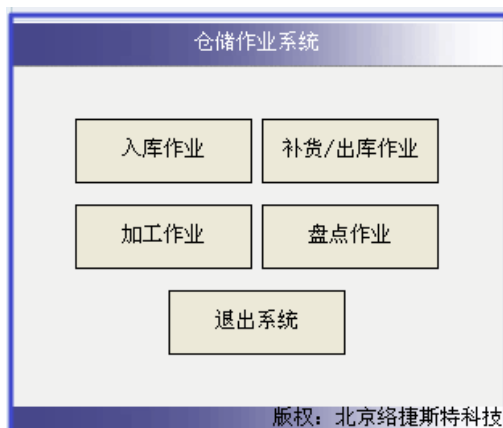 仓储作业系统
入库作业 补货/出库作业
加工作业 盘点作业
退出系统
版权：北京络捷斯特科技